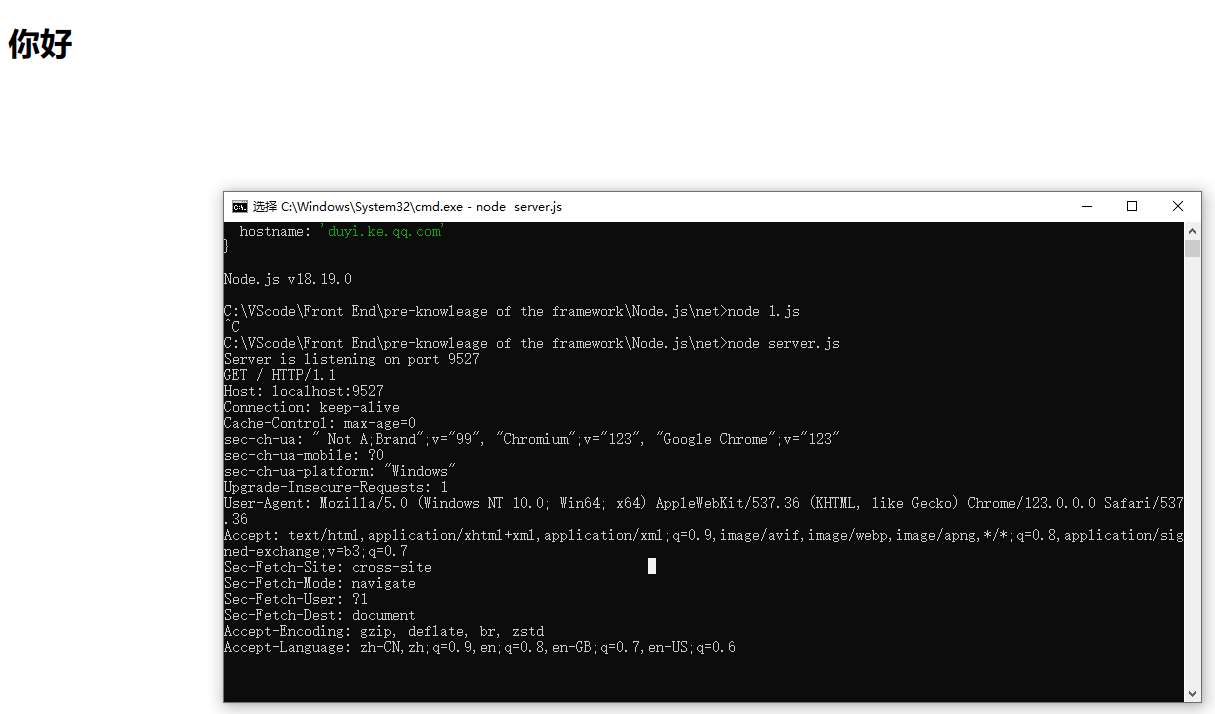 你好
选择 C:\Windows\System32\cmd.exe - node  server.js
  hostname: 'duyi.ke.qq.com'
}
Node.js v18.19.0
C:\VScode\Front End\pre-knowleage of the framework\Node.js\net>node 1.js
^C
C:\VScode\Front End\pre-knowleage of the framework\Node.js\net>node server.js
Server is listening on port 9527
GET / HTTP/1.1
Host: localhost:9527
Connection: keep-alive
Cache-Control: max-age=0
sec-ch-ua: " Not A;Brand";v="99", "Chromium";v="123", "Google Chrome";v="123"
sec-ch-ua-mobile: ?0
sec-ch-ua-platform: "Windows"
Upgrade-Insecure-Requests: 1
User-Agent: Mozilla/5.0 (Windows NT 10.0; Win64; x64) AppleWebKit/537.36 (KHTML, like Gecko) Chrome/123.0.0.0 Safari/537
.36
Accept: text/html,application/xhtml+xml,application/xml;q=0.9,image/avif,image/webp,image/apng,*/*;q=0.8,application/sig
ned-exchange;v=b3;q=0.7
Sec-Fetch-Site: cross-site
Sec-Fetch-Mode: navigate
Sec-Fetch-User: ?1
Sec-Fetch-Dest: document
Accept-Encoding: gzip, deflate, br, zstd
Accept-Language: zh-CN,zh;q=0.9,en;q=0.8,en-GB;q=0.7,en-US;q=0.6